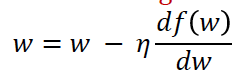 w = w − η df(w)/dw